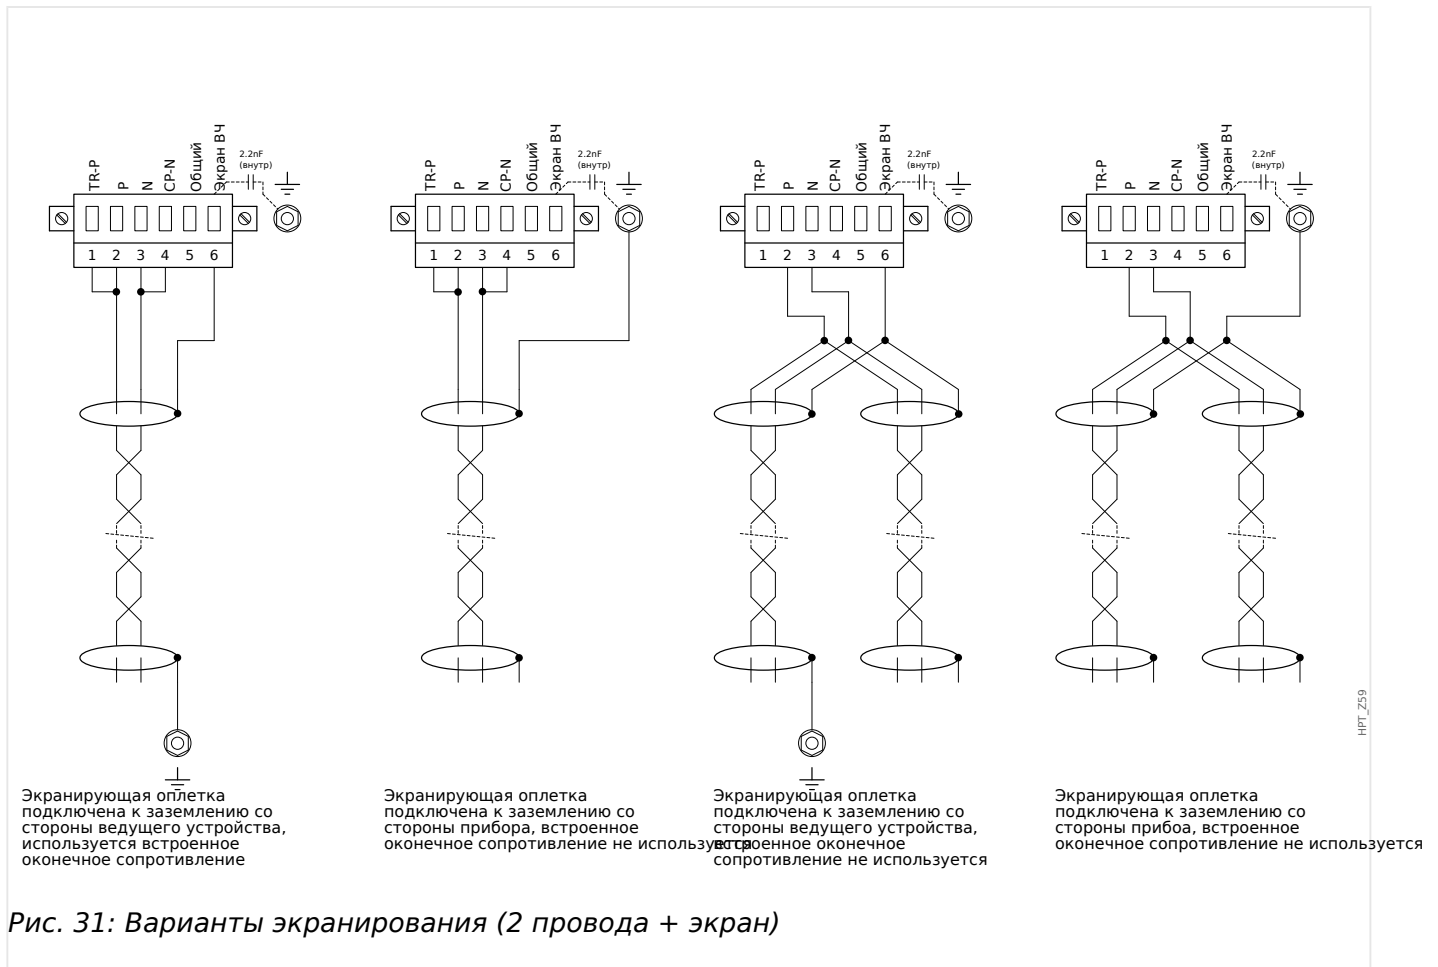 TR-P
P
N
CP-N
Общий
Экран ВЧ
2.2nF
(внутр)
1 2 3 4 5 6
TR-P
P
N
CP-N
Общий
Экран ВЧ
2.2nF
(внутр)
1 2 3 4 5 6
TR-P
P
N
CP-N
Общий
Экран ВЧ
2.2nF
(внутр)
1 2 3 4 5 6
TR-P
P
N
CP-N
Общий
Экран ВЧ
2.2nF
(внутр)
1 2 3 4 5 6
HPT_Z59
Экранирующая оплетка
подключена к заземлению со
стороны ведущего устройства,
используется встроенное
оконечное сопротивление
Экранирующая оплетка
подключена к заземлению со
стороны прибора, встроенное
оконечное сопротивление не используется
Экранирующая оплетка
подключена к заземлению со
стороны ведущего устройства,
встроенное оконечное
сопротивление не используется
Экранирующая оплетка
подключена к заземлению со
стороны прибоа, встроенное
оконечное сопротивление не используется
Рис. 31: Варианты экранирования (2 провода + экран)